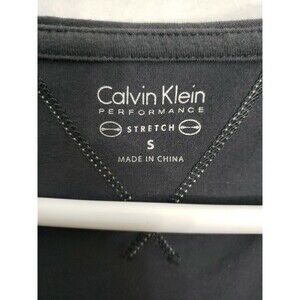 Calvin Klein
PERFORMANCE
STRETCH
S
MADE IN CHINA